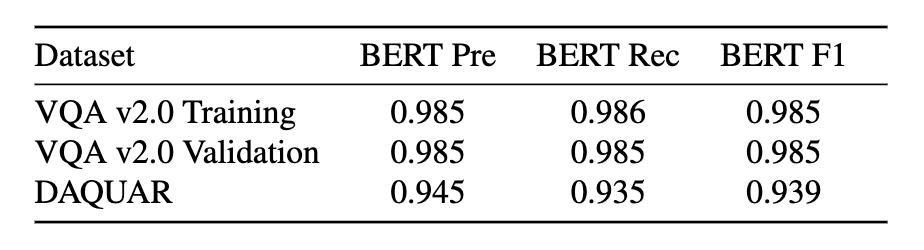 Dataset BERT Pre BERT Rec BERT F1
VQA v2.0 Training 0.985 0.986 0.985
VQA v2.0 Validation 0.985 0.985 0.985
DAQUAR 0.945 0.935 0.939